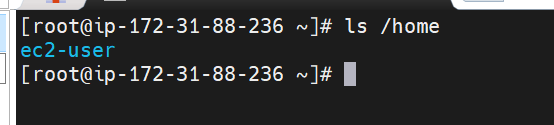 [root@ip-172-31-88-236 ~]# ls /home
ec2-user
[root@ip-172-31-88-236 ~]#